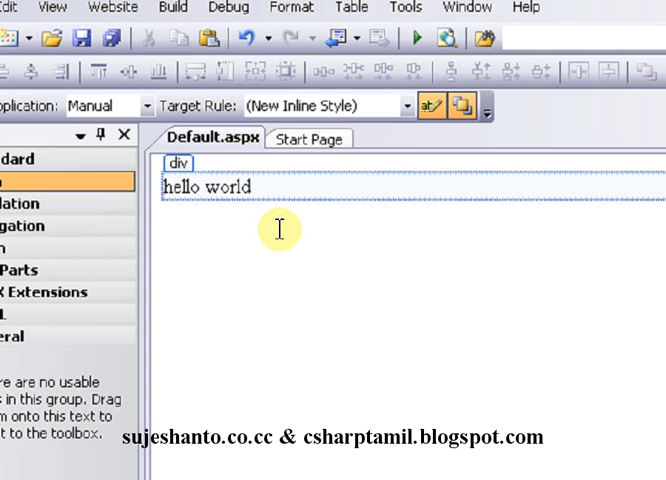 Edit View Website Build Debug Format Table Tools Window Help
Application: Manual Target Rule: (New Inline Style)
Default.aspx Start Page
div
hello world
dard
lation
gation
n
Parts
X Extensions
L
eral
re are no usable
s in this group. Drag
m onto this text to
t to the toolbox.
sujeshanto.co.cc & csharptamil.blogspot.com